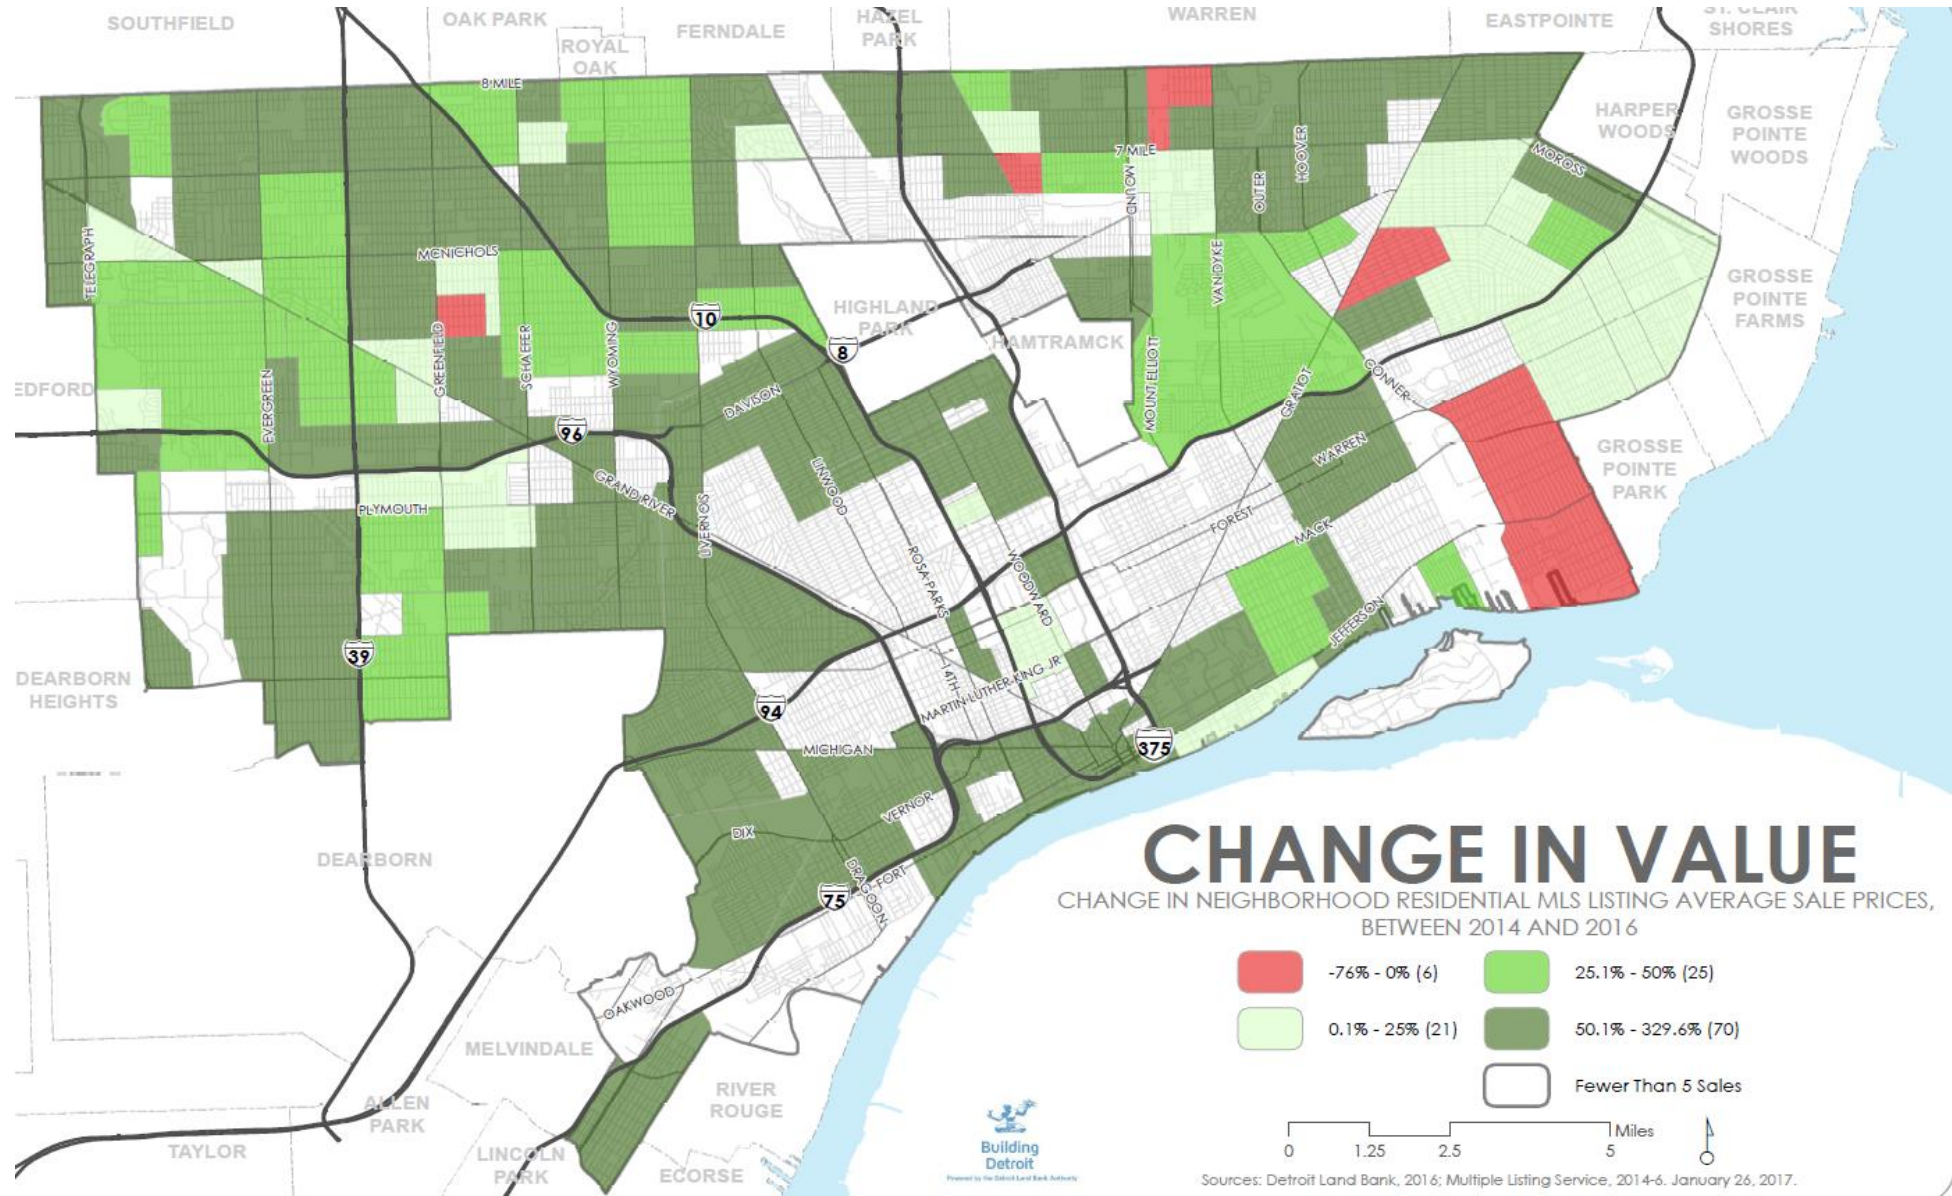 SOUTHFIELD
OAK PARK
ROYAL
OAK
FERNDALE
HAZEL
PARK
WARREN
EASTPOINTE
ST. CLAIR
SHORES
8 MILE
HARPER
WOODS
GROSSE
POINTE
WOODS
7 MILE
MOUND
OUTER
HOOVER
MOROSS
TELEGRAPH
MCNICHOLS
VAN DYKE
GROSSE
POINTE
FARMS
HIGHLAND
PARK
10
8
HAMTRAMCK
GREENFIELD
SCHAEFER
WYOMING
MOUNT ELLIOTT
EDFORD
EVERGREEN
DAVISON
GRATIOT
CONNER
96
GRAND RIVER
LINWOOD
WARREN
GROSSE
POINTE
PARK
PLYMOUTH
LIVERNOIS
FOREST
MACK
ROSA PARKS
WOODWARD
JEFFERSON
39
DEARBORN
HEIGHTS
14TH
MARTIN LUTHER KING JR
94
MICHIGAN
375
VERNOR
DIX
DEARBORN
DRAGOON
FORT
75
OAKWOOD
MELVINDALE
RIVER
ROUGE
ALLEN
PARK
TAYLOR
LINCOLN
PARK
ECORSE
CHANGE IN VALUE
CHANGE IN NEIGHBORHOOD RESIDENTIAL MLS LISTING AVERAGE SALE PRICES,
BETWEEN 2014 AND 2016
-76% - 0% (6)
25.1% - 50% (25)
0.1% - 25% (21)
50.1% - 329.6% (70)
Fewer Than 5 Sales
Miles
0 1.25 2.5 5
Building
Detroit
Powered by the Detroit Land Bank Authority
Sources: Detroit Land Bank, 2016; Multiple Listing Service, 2014-6. January 26, 2017.